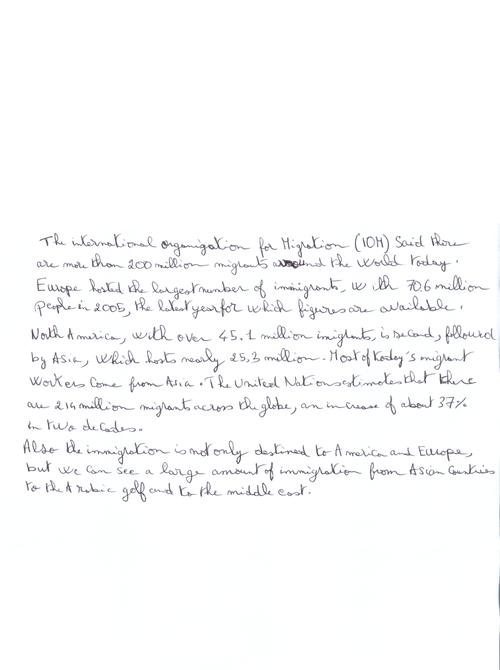 The international organization for Migration (IOM) Said there
are more than 200 million migrants around the world today.
Europe hosted the largest number of immigrants, with 70.6 million
people in 2005, the latest year for which figures are available.
North America, with over 45.1 million imigrants, is second, followed
by Asia, which hosts nearly 25,3 million. Most of today's migrant
workers come from Asia. The United Nations estimates that there
are 214 million migrants across the globe, an increase of about 37%
in two decades.
Also the immigration is not only destined to America and Europe,
but we can see a large amount of immigration from Asian Countries
to the Arabic golf and to the middle east.